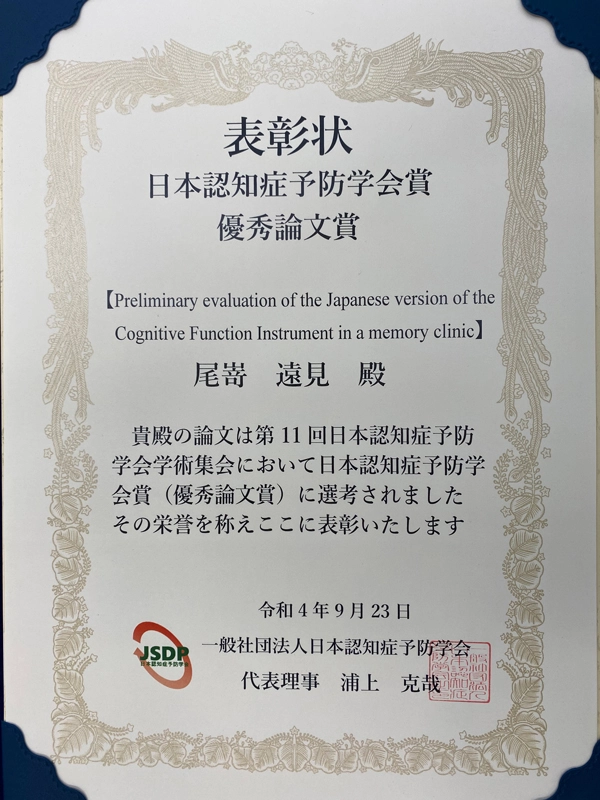 表彰状
日本認知症予防学会賞
優秀論文賞
【Preliminary evaluation of the Japanese version of the
Cognitive Function Instrument in a memory clinic】
尾嵜　遠見　殿
貴殿の論文は第11回日本認知症予防
学会学術集会において日本認知症予防学
会賞（優秀論文賞）に選考されました
その栄誉を称えここに表彰いたします
令和4年9月23日
一般社団法人日本認知症予防学会
代表理事　浦上　克哉
JSDP
日本認知症予防学会